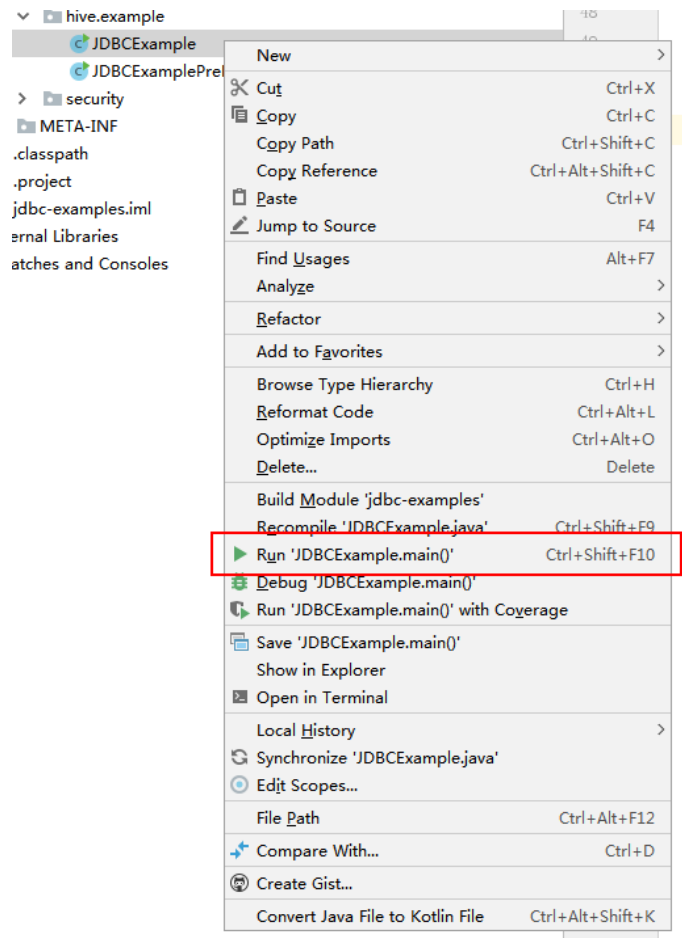 hive.example
48
JDBCExample
JDBCExamplePre
security
META-INF
.classpath
.project
jdbc-examples.iml
ernal Libraries
atches and Consoles
New
Cut Ctrl+X
Copy Ctrl+C
Copy Path Ctrl+Shift+C
Copy Reference Ctrl+Alt+Shift+C
Paste Ctrl+V
Jump to Source F4
Find Usages Alt+F7
Analyze
Refactor
Add to Favorites
Browse Type Hierarchy Ctrl+H
Reformat Code Ctrl+Alt+L
Optimize Imports Ctrl+Alt+O
Delete... Delete
Build Module 'jdbc-examples'
Recompile 'JDBCExample.java' Ctrl+Shift+F9
Run 'JDBCExample.main()' Ctrl+Shift+F10
Debug 'JDBCExample.main()'
Run 'JDBCExample.main()' with Coverage
Save 'JDBCExample.main()'
Show in Explorer
Open in Terminal
Local History
Synchronize 'JDBCExample.java'
Edit Scopes...
File Path Ctrl+Alt+F12
Compare With... Ctrl+D
Create Gist...
Convert Java File to Kotlin File Ctrl+Alt+Shift+K